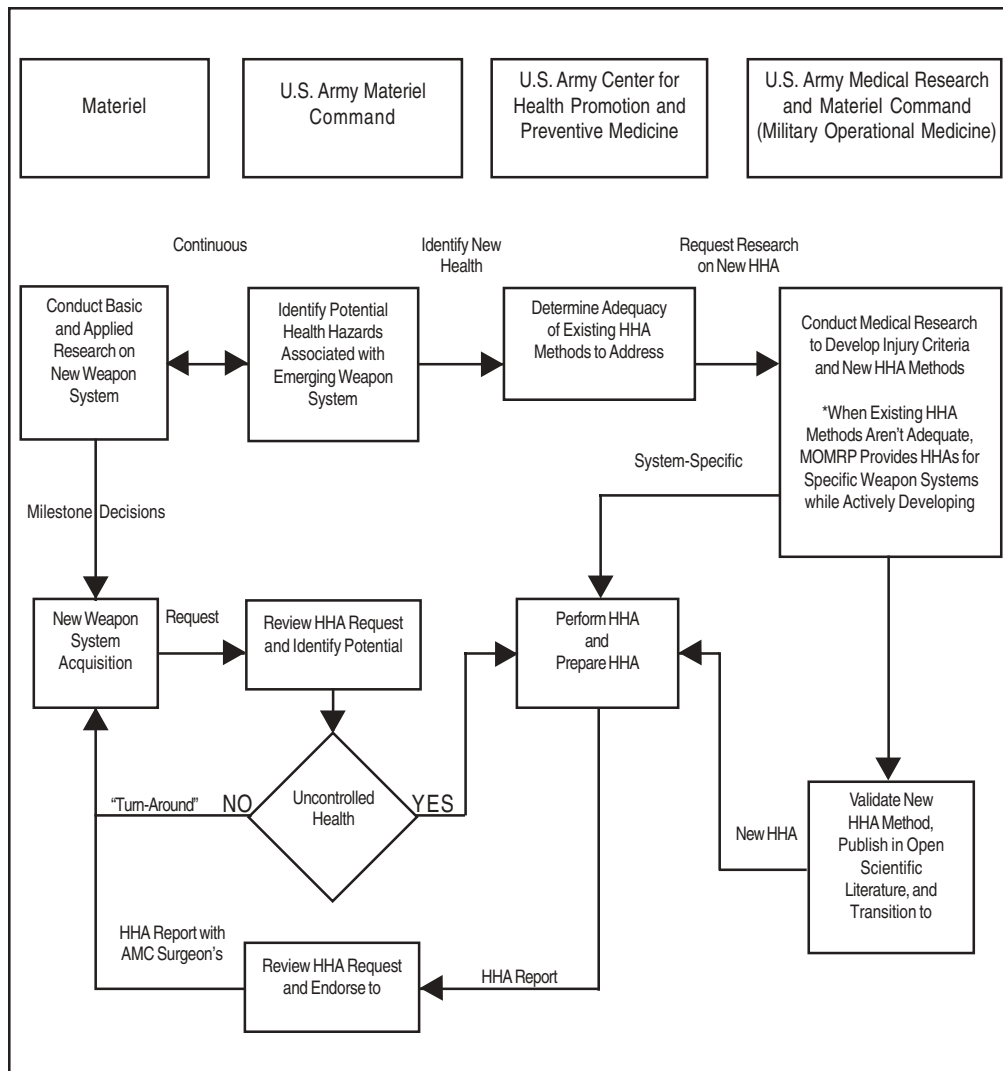 Materiel
U.S. Army Materiel
Command
U.S. Army Center for
Health Promotion and
Preventive Medicine
U.S. Army Medical Research
and Materiel Command
(Military Operational Medicine)
Continuous
Identify New
Health
Request Research
on New HHA
Conduct Basic
and Applied
Research on
New Weapon
System
Identify Potential
Health Hazards
Associated with
Emerging Weapon
System
Determine Adequacy
of Existing HHA
Methods to Address
Conduct Medical Research
to Develop Injury Criteria
and New HHA Methods
*When Existing HHA
Methods Aren't Adequate,
MOMRP Provides HHAs for
Specific Weapon Systems
while Actively Developing
System-Specific
Milestone Decisions
New Weapon
System
Acquisition
Request
Review HHA Request
and Identify Potential
Perform HHA
and
Prepare HHA
"Turn-Around"
NO
Uncontrolled
Health
YES
New HHA
Validate New
HHA Method,
Publish in Open
Scientific
Literature, and
Transition to
HHA Report with
AMC Surgeon's
Review HHA Request
and Endorse to
HHA Report